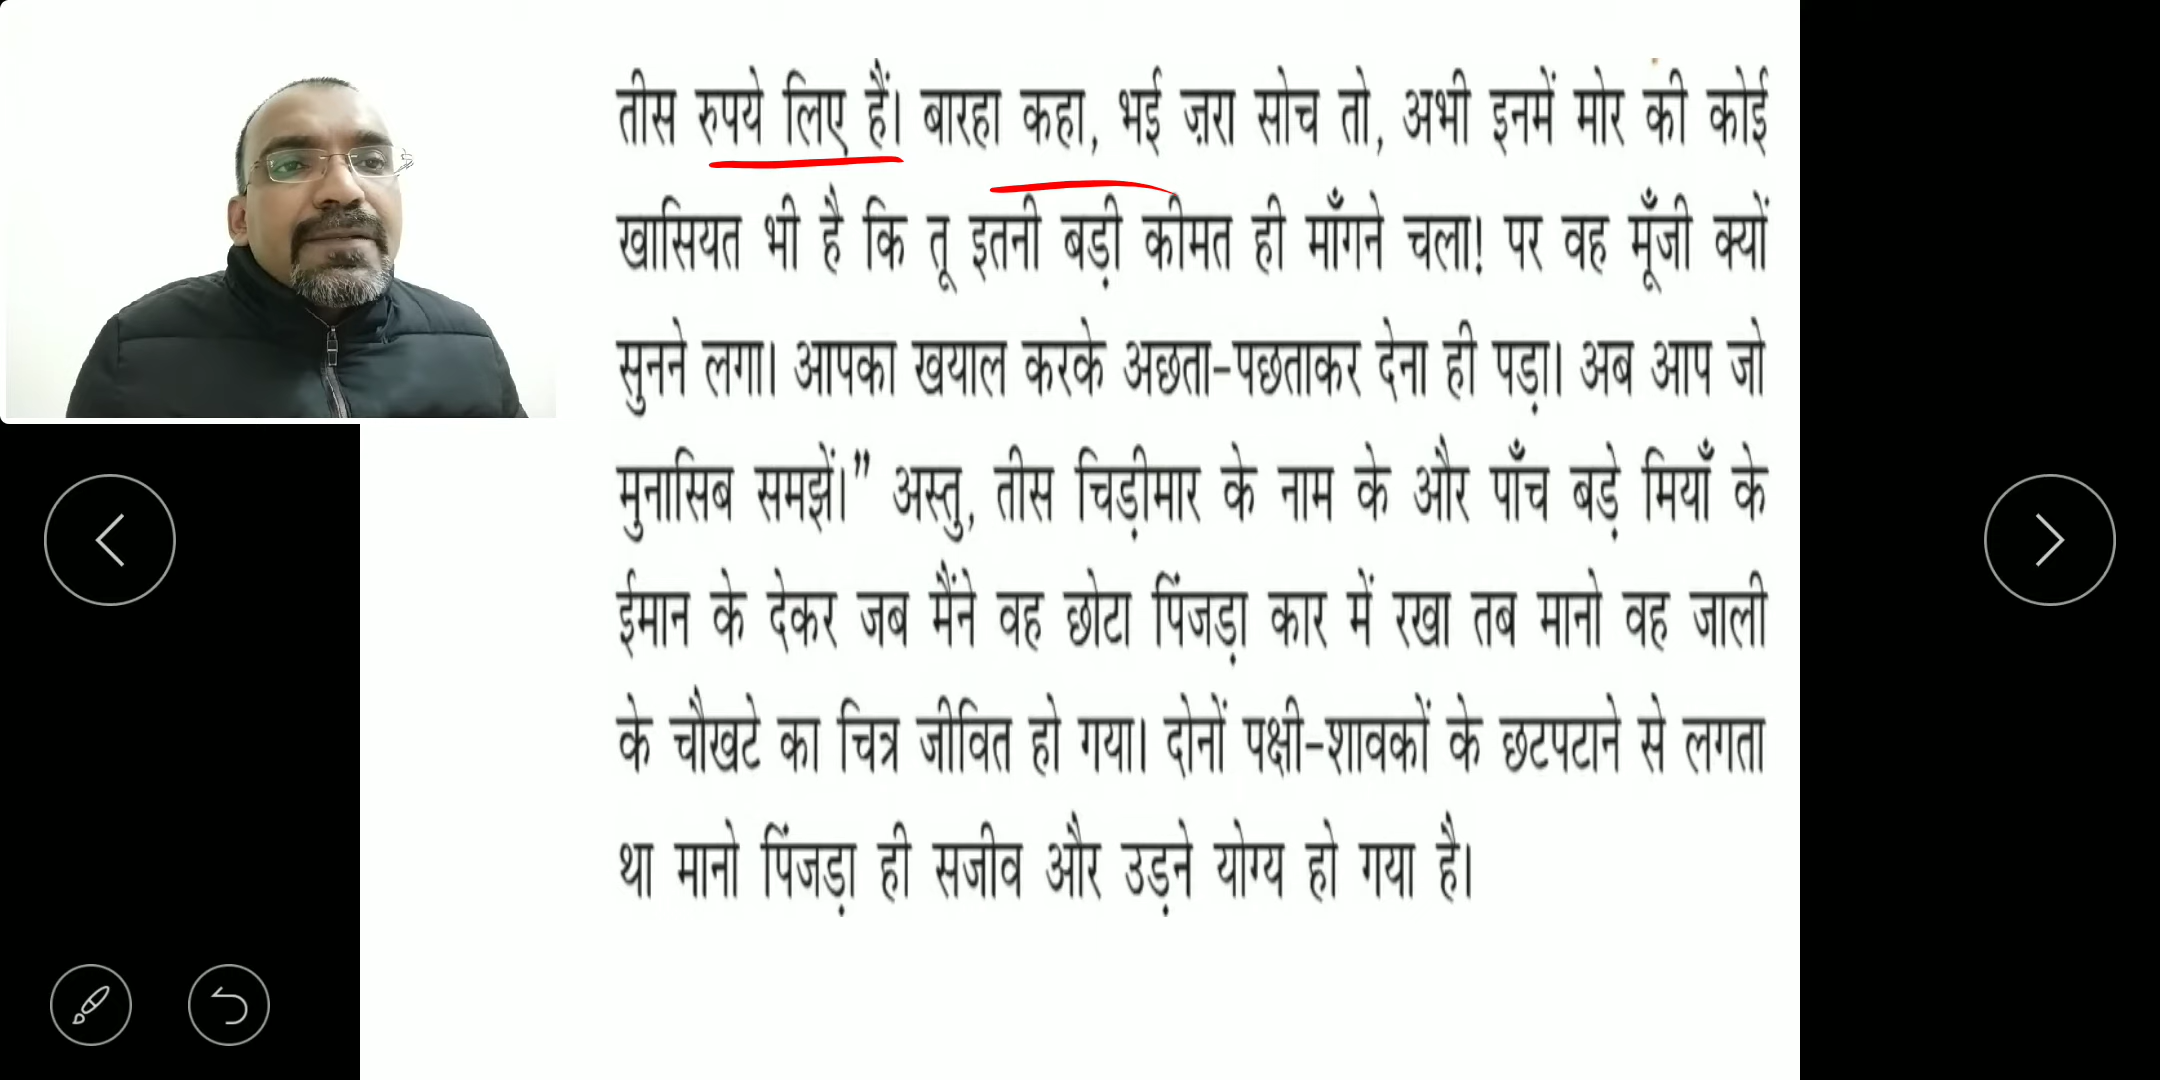 तीस रुपये लिए हैं। बारहा कहा, भई ज़रा सोच तो, अभी इनमें मोर की कोई
खासियत भी है कि तू इतनी बड़ी कीमत ही माँगने चला! पर वह मूँजी क्यों
सुनने लगा। आपका खयाल करके अछता-पछताकर देना ही पड़ा। अब आप जो
मुनासिब समझें।” अस्तु, तीस चिड़ीमार के नाम के और पाँच बड़े मियाँ के
ईमान के देकर जब मैंने वह छोटा पिंजड़ा कार में रखा तब मानो वह जाली
के चौखटे का चित्र जीवित हो गया। दोनों पक्षी-शावकों के छटपटाने से लगता
था मानो पिंजड़ा ही सजीव और उड़ने योग्य हो गया है।